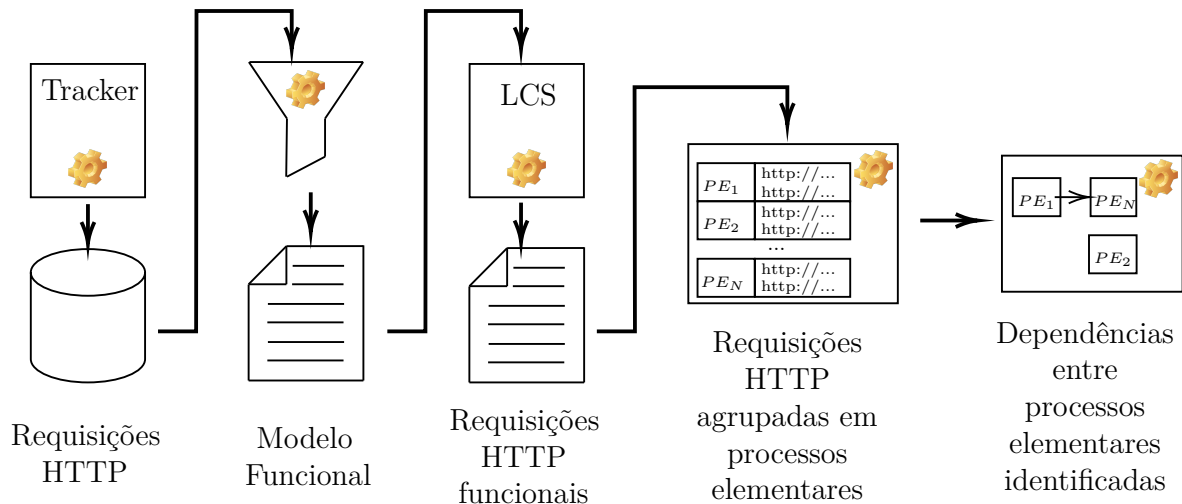 Tracker
LCS
PE1
http://...
http://...
PE2
http://...
http://...
...
PEN
http://...
http://...
PE1
PEN
PE2
Requisições
HTTP
Modelo
Funcional
Requisições
HTTP
funcionais
Requisições
HTTP
agrupadas em
processos
elementares
Dependências
entre
processos
elementares
identificadas